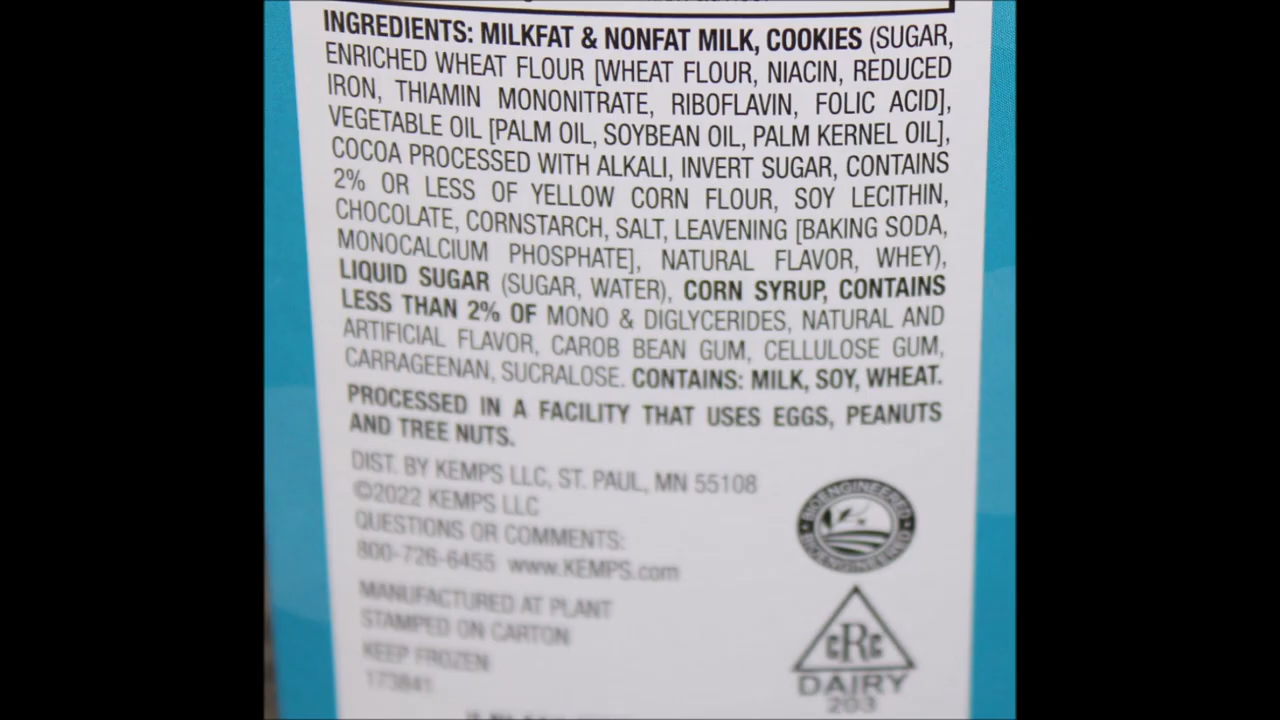 INGREDIENTS: MILKFAT & NONFAT MILK, COOKIES (SUGAR,
ENRICHED WHEAT FLOUR [WHEAT FLOUR, NIACIN, REDUCED
IRON, THIAMIN MONONITRATE, RIBOFLAVIN, FOLIC ACID],
VEGETABLE OIL [PALM OIL, SOYBEAN OIL, PALM KERNEL OIL],
COCOA PROCESSED WITH ALKALI, INVERT SUGAR, CONTAINS
2% OR LESS OF YELLOW CORN FLOUR, SOY LECITHIN,
CHOCOLATE, CORNSTARCH, SALT, LEAVENING [BAKING SODA,
MONOCALCIUM PHOSPHATE], NATURAL FLAVOR, WHEY),
LIQUID SUGAR (SUGAR, WATER), CORN SYRUP, CONTAINS
LESS THAN 2% OF MONO & DIGLYCERIDES, NATURAL AND
ARTIFICIAL FLAVOR, CAROB BEAN GUM, CELLULOSE GUM,
CARRAGEENAN, SUCRALOSE. CONTAINS: MILK, SOY, WHEAT.
PROCESSED IN A FACILITY THAT USES EGGS, PEANUTS
AND TREE NUTS.
DIST. BY KEMPS LLC, ST. PAUL, MN 55108
©2022 KEMPS LLC
QUESTIONS OR COMMENTS:
800-726-6455 www.KEMPS.com
MANUFACTURED AT PLANT
STAMPED ON CARTON
KEEP FROZEN
173841
BIOENGINEERED
BIOENGINEERED
cRc
DAIRY
203